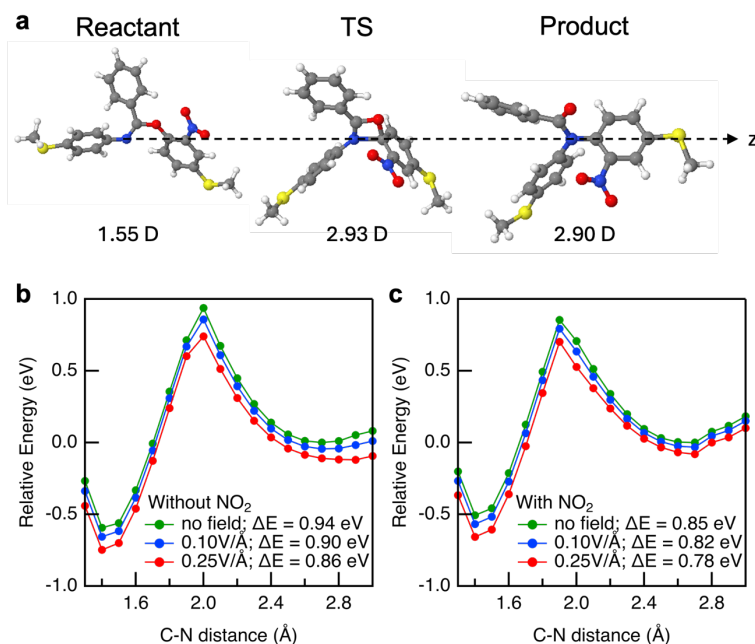 a
Reactant
TS
Product
z
1.55 D
2.93 D
2.90 D
b
c
Relative Energy (eV)
1.0
0.5
0.0
-0.5
-1.0
Without NO2
no field; ΔE = 0.94 eV
0.10V/Å; ΔE = 0.90 eV
0.25V/Å; ΔE = 0.86 eV
1.6
2.0
2.4
2.8
C-N distance (Å)
Relative Energy (eV)
1.0
0.5
0.0
-0.5
-1.0
With NO2
no field; ΔE = 0.85 eV
0.10V/Å; ΔE = 0.82 eV
0.25V/Å; ΔE = 0.78 eV
1.6
2.0
2.4
2.8
C-N distance (Å)